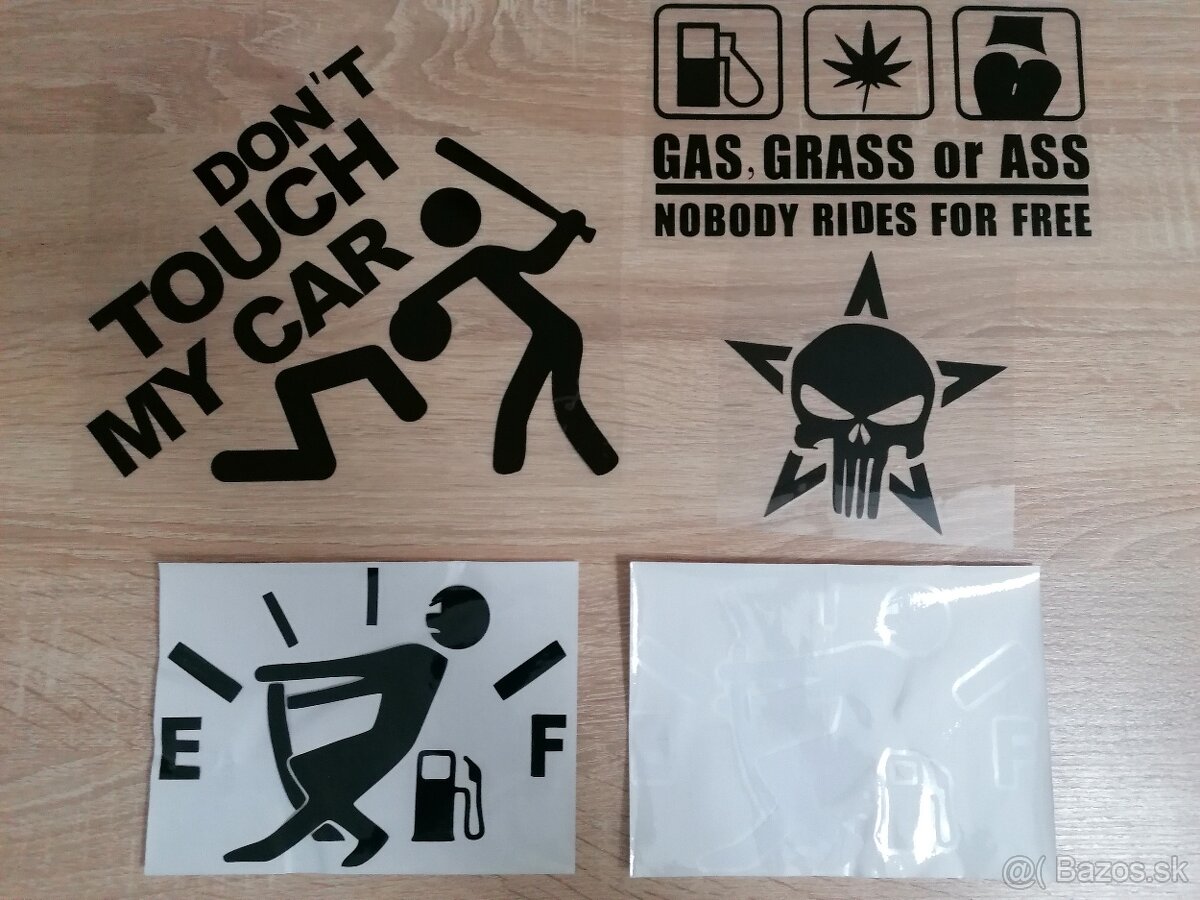 DON'T
TOUCH
MY CAR
GAS, GRASS or ASS
NOBODY RIDES FOR FREE
E F
F
@( Bazos.sk